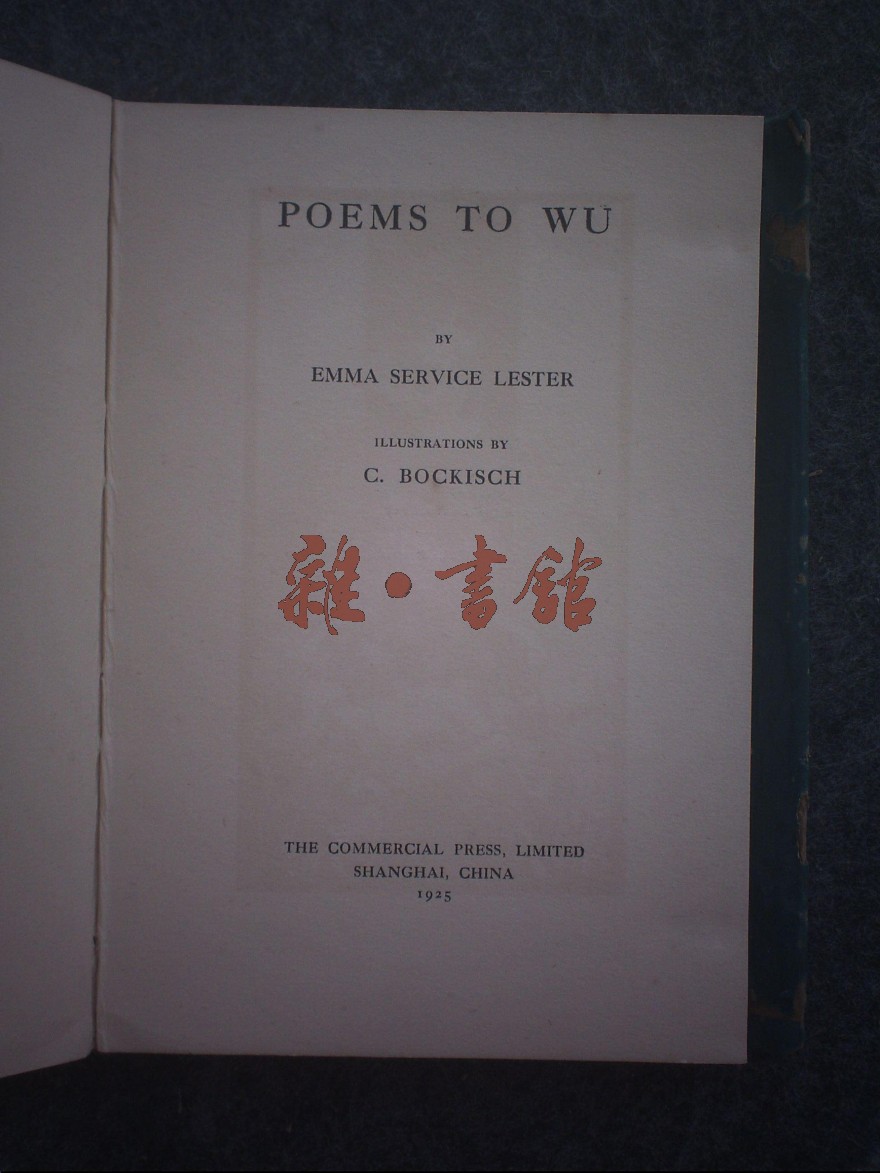 POEMS TO WŪ
BY
EMMA SERVICE LESTER
ILLUSTRATIONS BY
C. BOCKISCH
雜·書館
THE COMMERCIAL PRESS, LIMITED
SHANGHAI, CHINA
1925